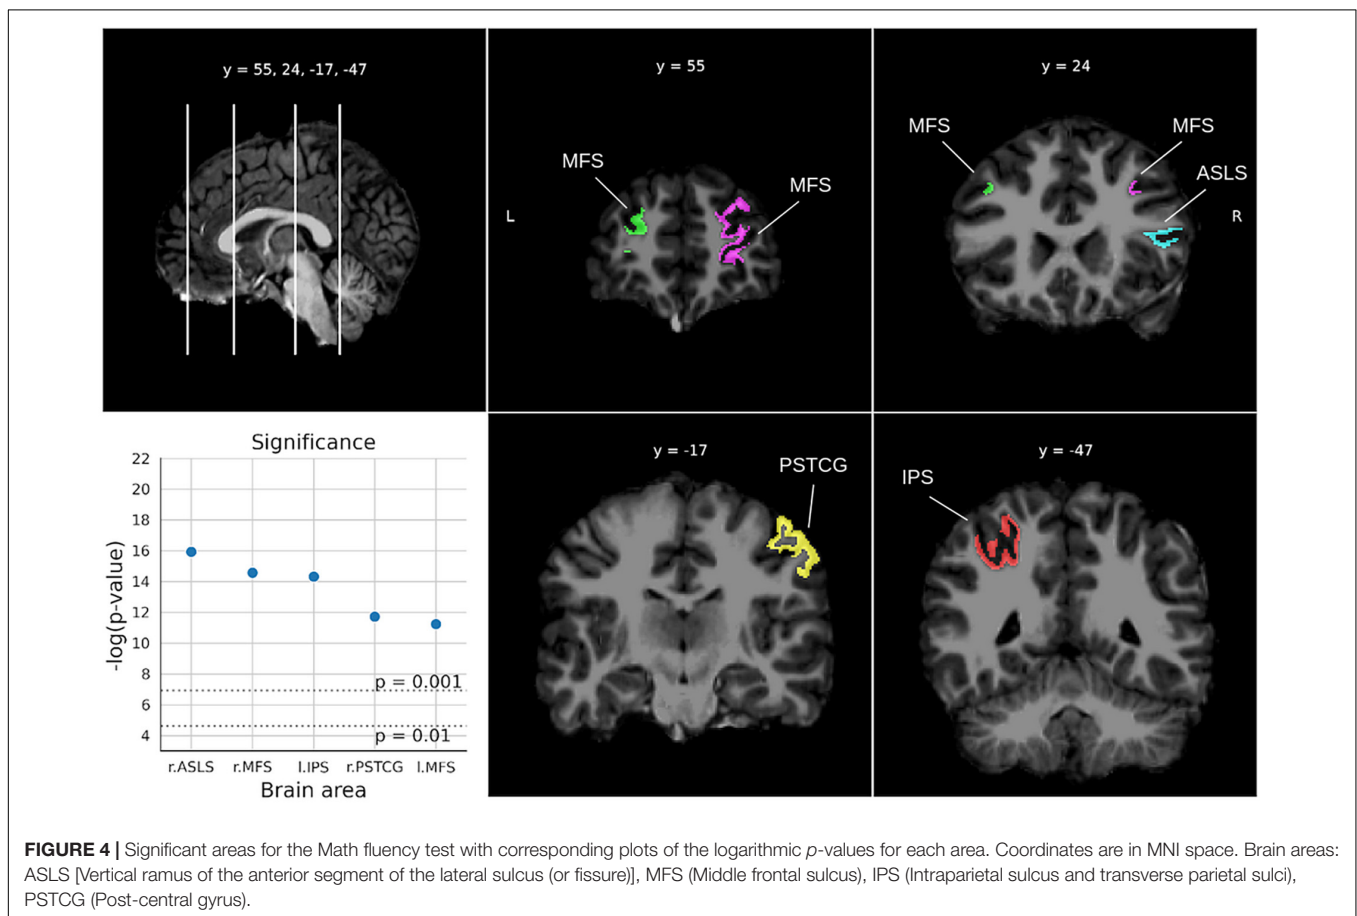 y = 55, 24, -17, -47
y = 55
MFS
MFS
L
y = 24
MFS
MFS
ASLS
R
Significance
22
20
18
16
14
12
10
8
6
4
-log(p-value)
p = 0.001
p = 0.01
r.ASLS r.MFS l.IPS r.PSTCG l.MFS
Brain area
y = -17
PSTCG
y = -47
IPS
FIGURE 4 | Significant areas for the Math fluency test with corresponding plots of the logarithmic p-values for each area. Coordinates are in MNI space. Brain areas:
ASLS [Vertical ramus of the anterior segment of the lateral sulcus (or fissure)], MFS (Middle frontal sulcus), IPS (Intraparietal sulcus and transverse parietal sulci),
PSTCG (Post-central gyrus).